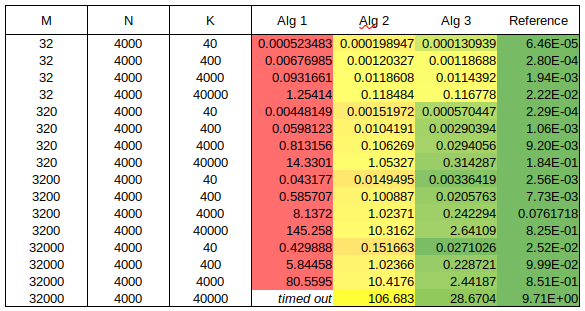 M N K Alg 1 Alg 2 Alg 3 Reference
32 4000 40 0.000523483 0.000198947 0.000130939 6.46E-05
32 4000 400 0.00676985 0.00120327 0.00118688 2.80E-04
32 4000 4000 0.0931661 0.0118608 0.0114392 1.94E-03
32 4000 40000 1.25414 0.118484 0.116778 2.22E-02
320 4000 40 0.00448149 0.00151972 0.000570447 2.29E-04
320 4000 400 0.0598123 0.0104191 0.00290394 1.06E-03
320 4000 4000 0.813156 0.106269 0.0294056 9.20E-03
320 4000 40000 14.3301 1.05327 0.314287 1.84E-01
3200 4000 40 0.043177 0.0149495 0.00336419 2.56E-03
3200 4000 400 0.585707 0.100887 0.0205763 7.73E-03
3200 4000 4000 8.1372 1.02371 0.242294 0.0761718
3200 4000 40000 145.258 10.3162 2.64109 8.25E-01
32000 4000 40 0.429888 0.151663 0.0271026 2.52E-02
32000 4000 400 5.84458 1.02366 0.228721 9.99E-02
32000 4000 4000 80.5595 10.4176 2.44187 8.51E-01
32000 4000 40000 timed out 106.683 28.6704 9.71E+00